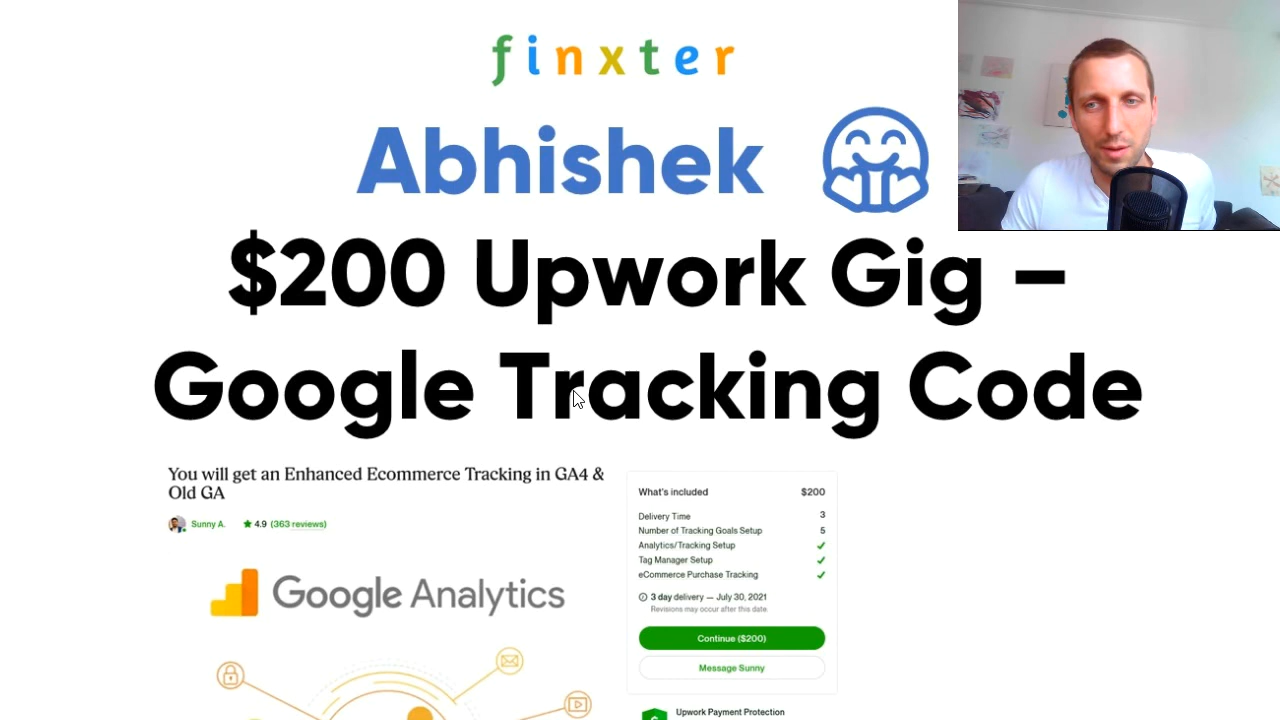 finxter
Abhishek
$200 Upwork Gig –
Google Tracking Code
You will get an Enhanced Ecommerce Tracking in GA4 &
Old GA
Sunny A.
4.9 (363 reviews)
Google Analytics
What's included $200
Delivery Time 3
Number of Tracking Goals Setup 5
Analytics/Tracking Setup
Tag Manager Setup
eCommerce Purchase Tracking
3 day delivery — July 30, 2021
Revisions may occur after this date.
Continue ($200)
Message Sunny
Upwork Payment Protection